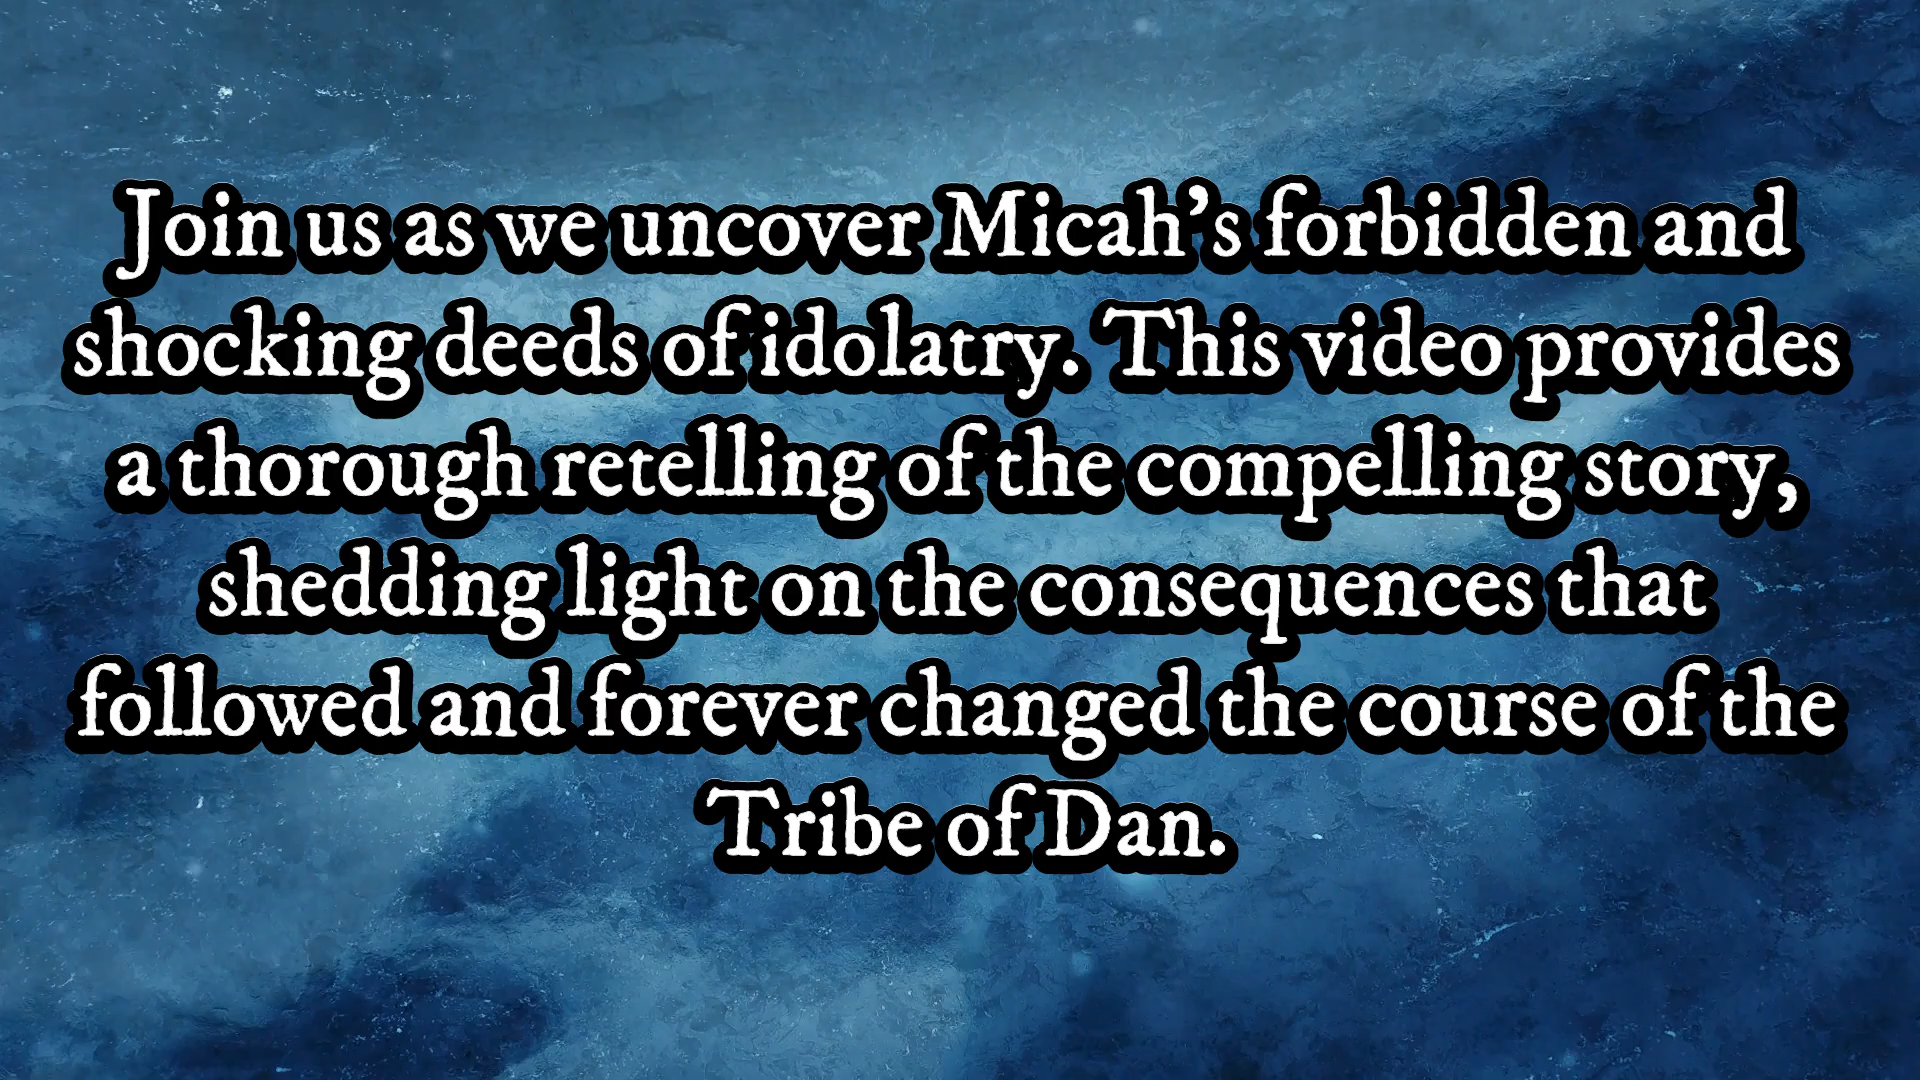 Join us as we uncover Micah's forbidden and
shocking deeds of idolatry. This video provides
a thorough retelling of the compelling story,
shedding light on the consequences that
followed and forever changed the course of the
Tribe of Dan.